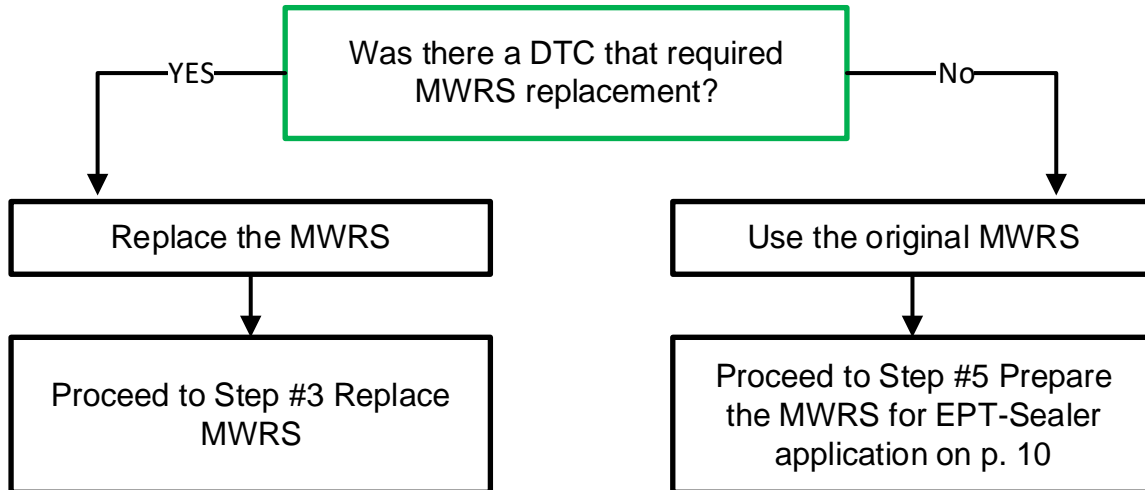 Was there a DTC that required
MWRS replacement?
YES
No
Replace the MWRS
Use the original MWRS
Proceed to Step #3 Replace
MWRS
Proceed to Step #5 Prepare
the MWRS for EPT-Sealer
application on p. 10